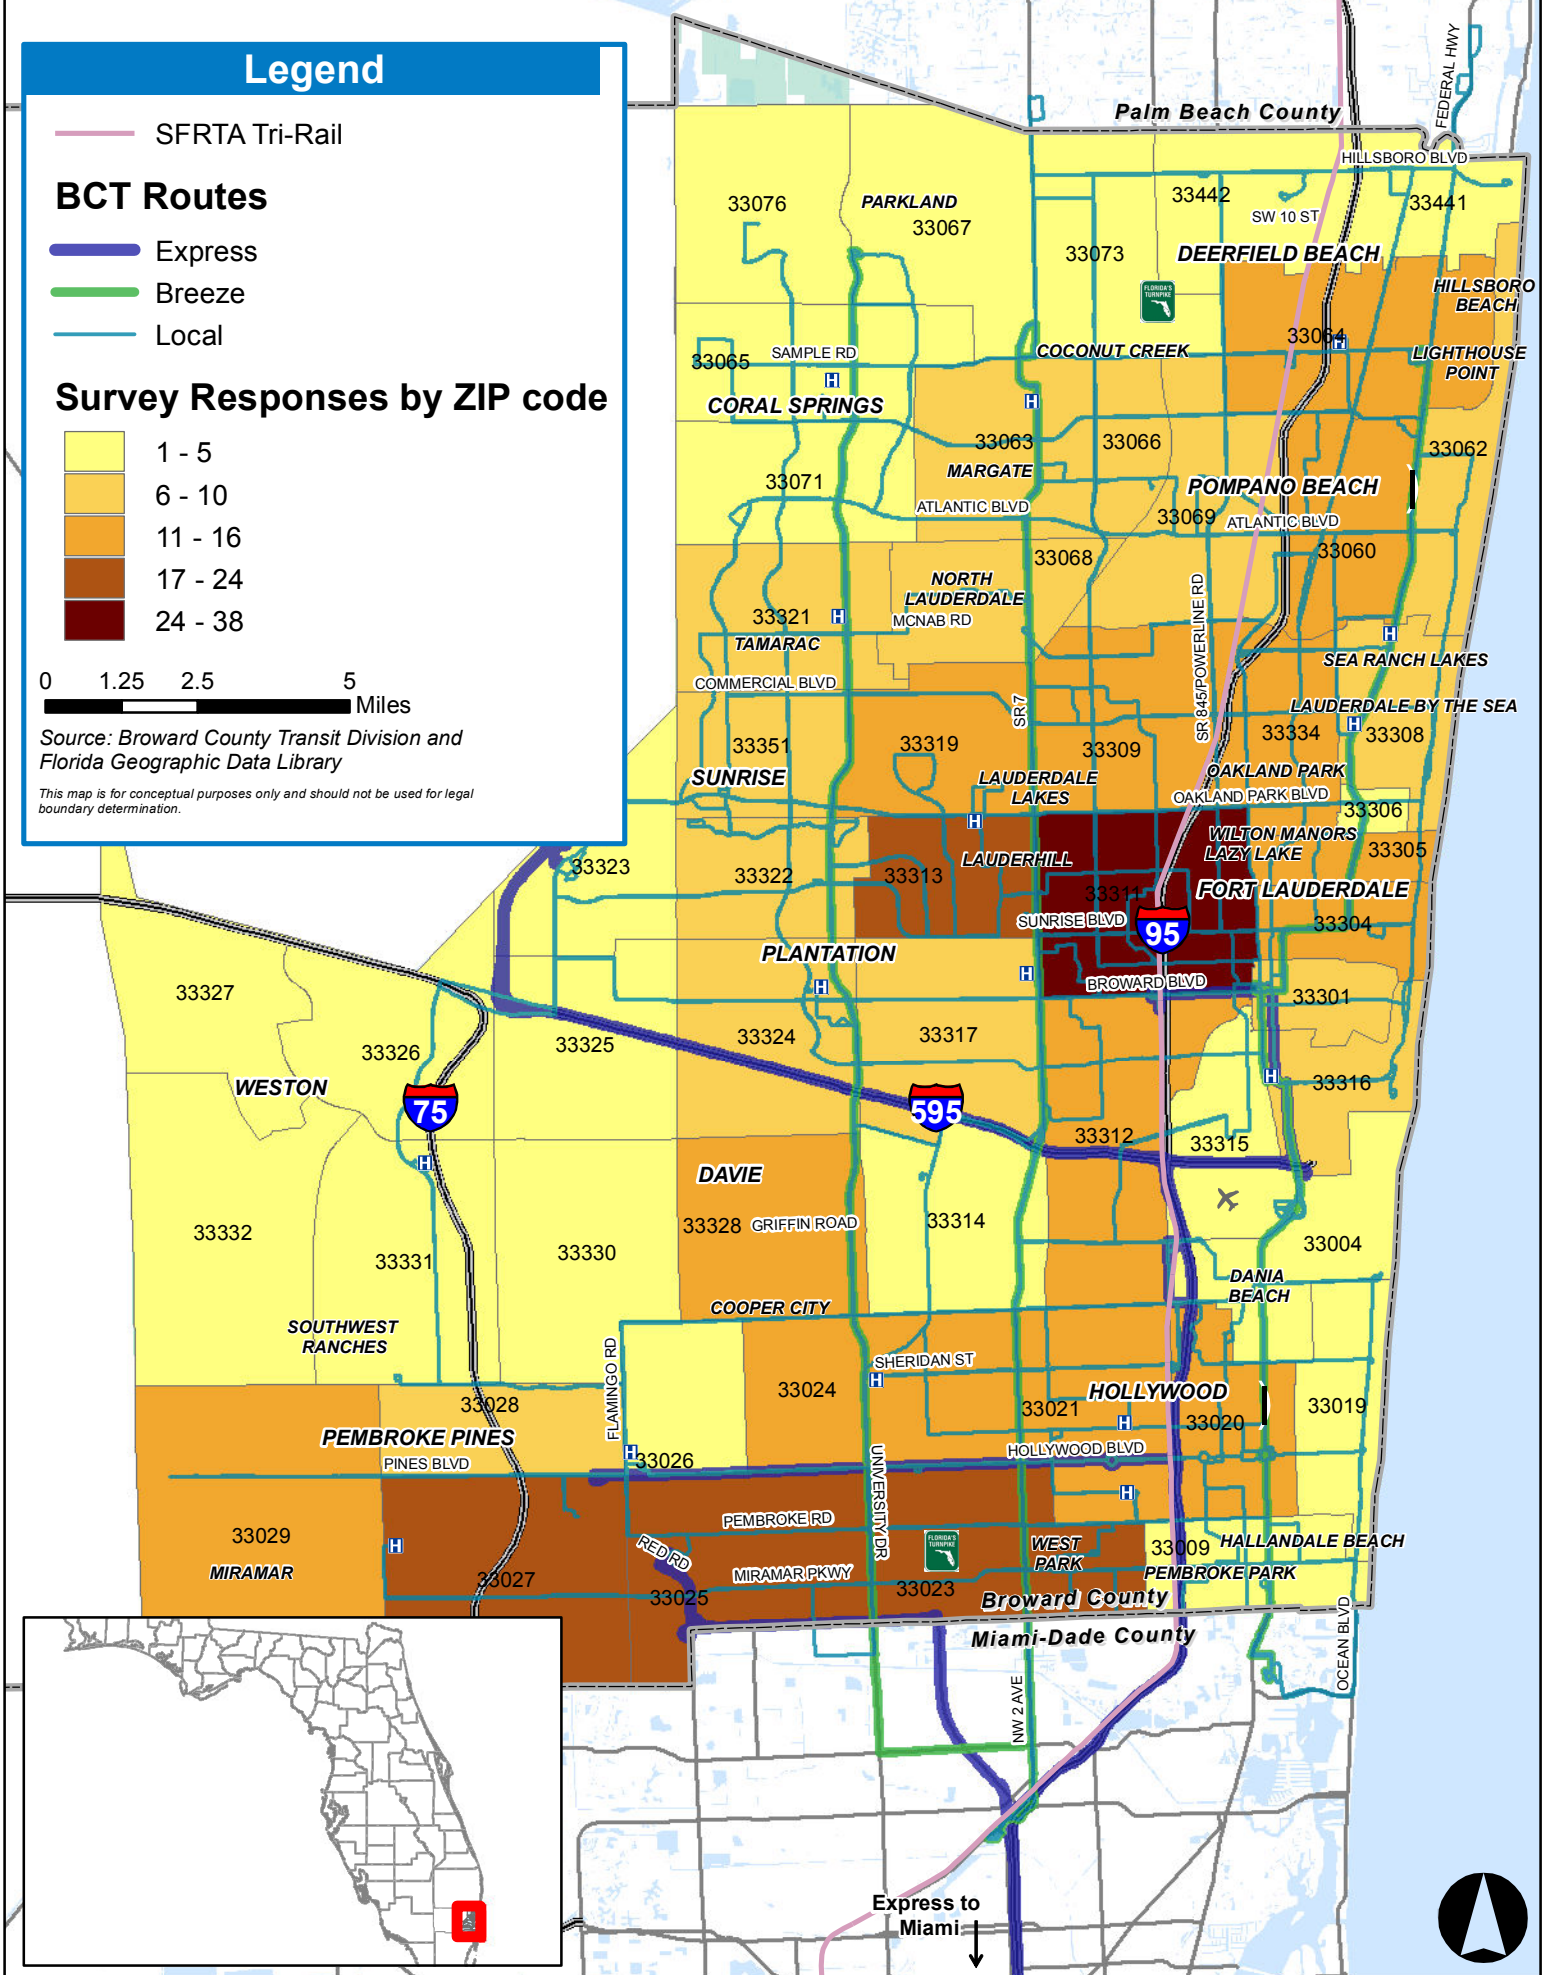 Legend
SFRTA Tri-Rail
BCT Routes
Express
Breeze
Local
Survey Responses by ZIP code
1 - 5
6 - 10
11 - 16
17 - 24
24 - 38
0 1.25 2.5 5
Miles
Source: Broward County Transit Division and
Florida Geographic Data Library
This map is for conceptual purposes only and should not be used for legal
boundary determination.
FEDERAL HWY
Palm Beach County
HILLSBORO BLVD
33076
PARKLAND
33067
33442
SW 10 ST
33441
33073
DEERFIELD BEACH
FLORIDA'S
TURNPIKE
HILLSBORO
BEACH
33064
H
33065
SAMPLE RD
COCONUT CREEK
LIGHTHOUSE
POINT
H
CORAL SPRINGS
H
33063
33066
33062
MARGATE
33071
POMPANO BEACH
ATLANTIC BLVD
33069
ATLANTIC BLVD
33068
33060
NORTH
LAUDERDALE
SR 845/POWERLINE RD
33321
H
MCNAB RD
H
TAMARAC
SEA RANCH LAKES
COMMERCIAL BLVD
SR 7
LAUDERDALE BY THE SEA
33351
33319
33309
33334
H
33308
SUNRISE
LAUDERDALE
LAKES
OAKLAND PARK
OAKLAND PARK BLVD
33306
H
WILTON MANORS
LAZY LAKE
33305
33323
33322
33313
LAUDERHILL
33311
FORT LAUDERDALE
SUNRISE BLVD
33304
95
PLANTATION
H
H
BROWARD BLVD
33327
33301
33326
33325
33324
33317
WESTON
75
595
H
33316
33312
33315
H
DAVIE
33332
33331
33330
33328
GRIFFIN ROAD
33314
33004
DANIA
BEACH
COOPER CITY
SOUTHWEST
RANCHES
FLAMINGO RD
SHERIDAN ST
H
33024
HOLLYWOOD
33028
33021
H
33020
33019
PEMBROKE PINES
H
33026
HOLLYWOOD BLVD
PINES BLVD
UNIVERSITY DR
H
PEMBROKE RD
33029
H
RED RD
FLORIDA'S
TURNPIKE
WEST
PARK
33009
HALLANDALE BEACH
MIRAMAR
33027
MIRAMAR PKWY
PEMBROKE PARK
33025
33023
Broward County
Miami-Dade County
OCEAN BLVD
NW 2 AVE
Express to
Miami